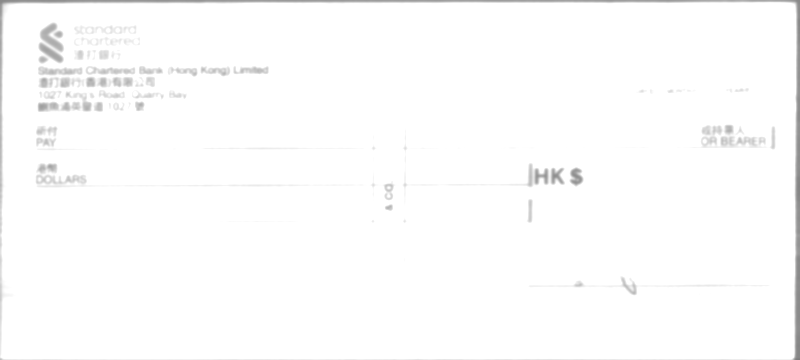 standard
chartered
渣打銀行
Standard Chartered Bank (Hong Kong) Limited
渣打銀行(香港)有限公司
1027 King's Road, Quarry Bay
鰂魚涌英皇道1027號
祈付
PAY
或持票人
OR BEARER
港幣
DOLLARS
HK $
& CO.